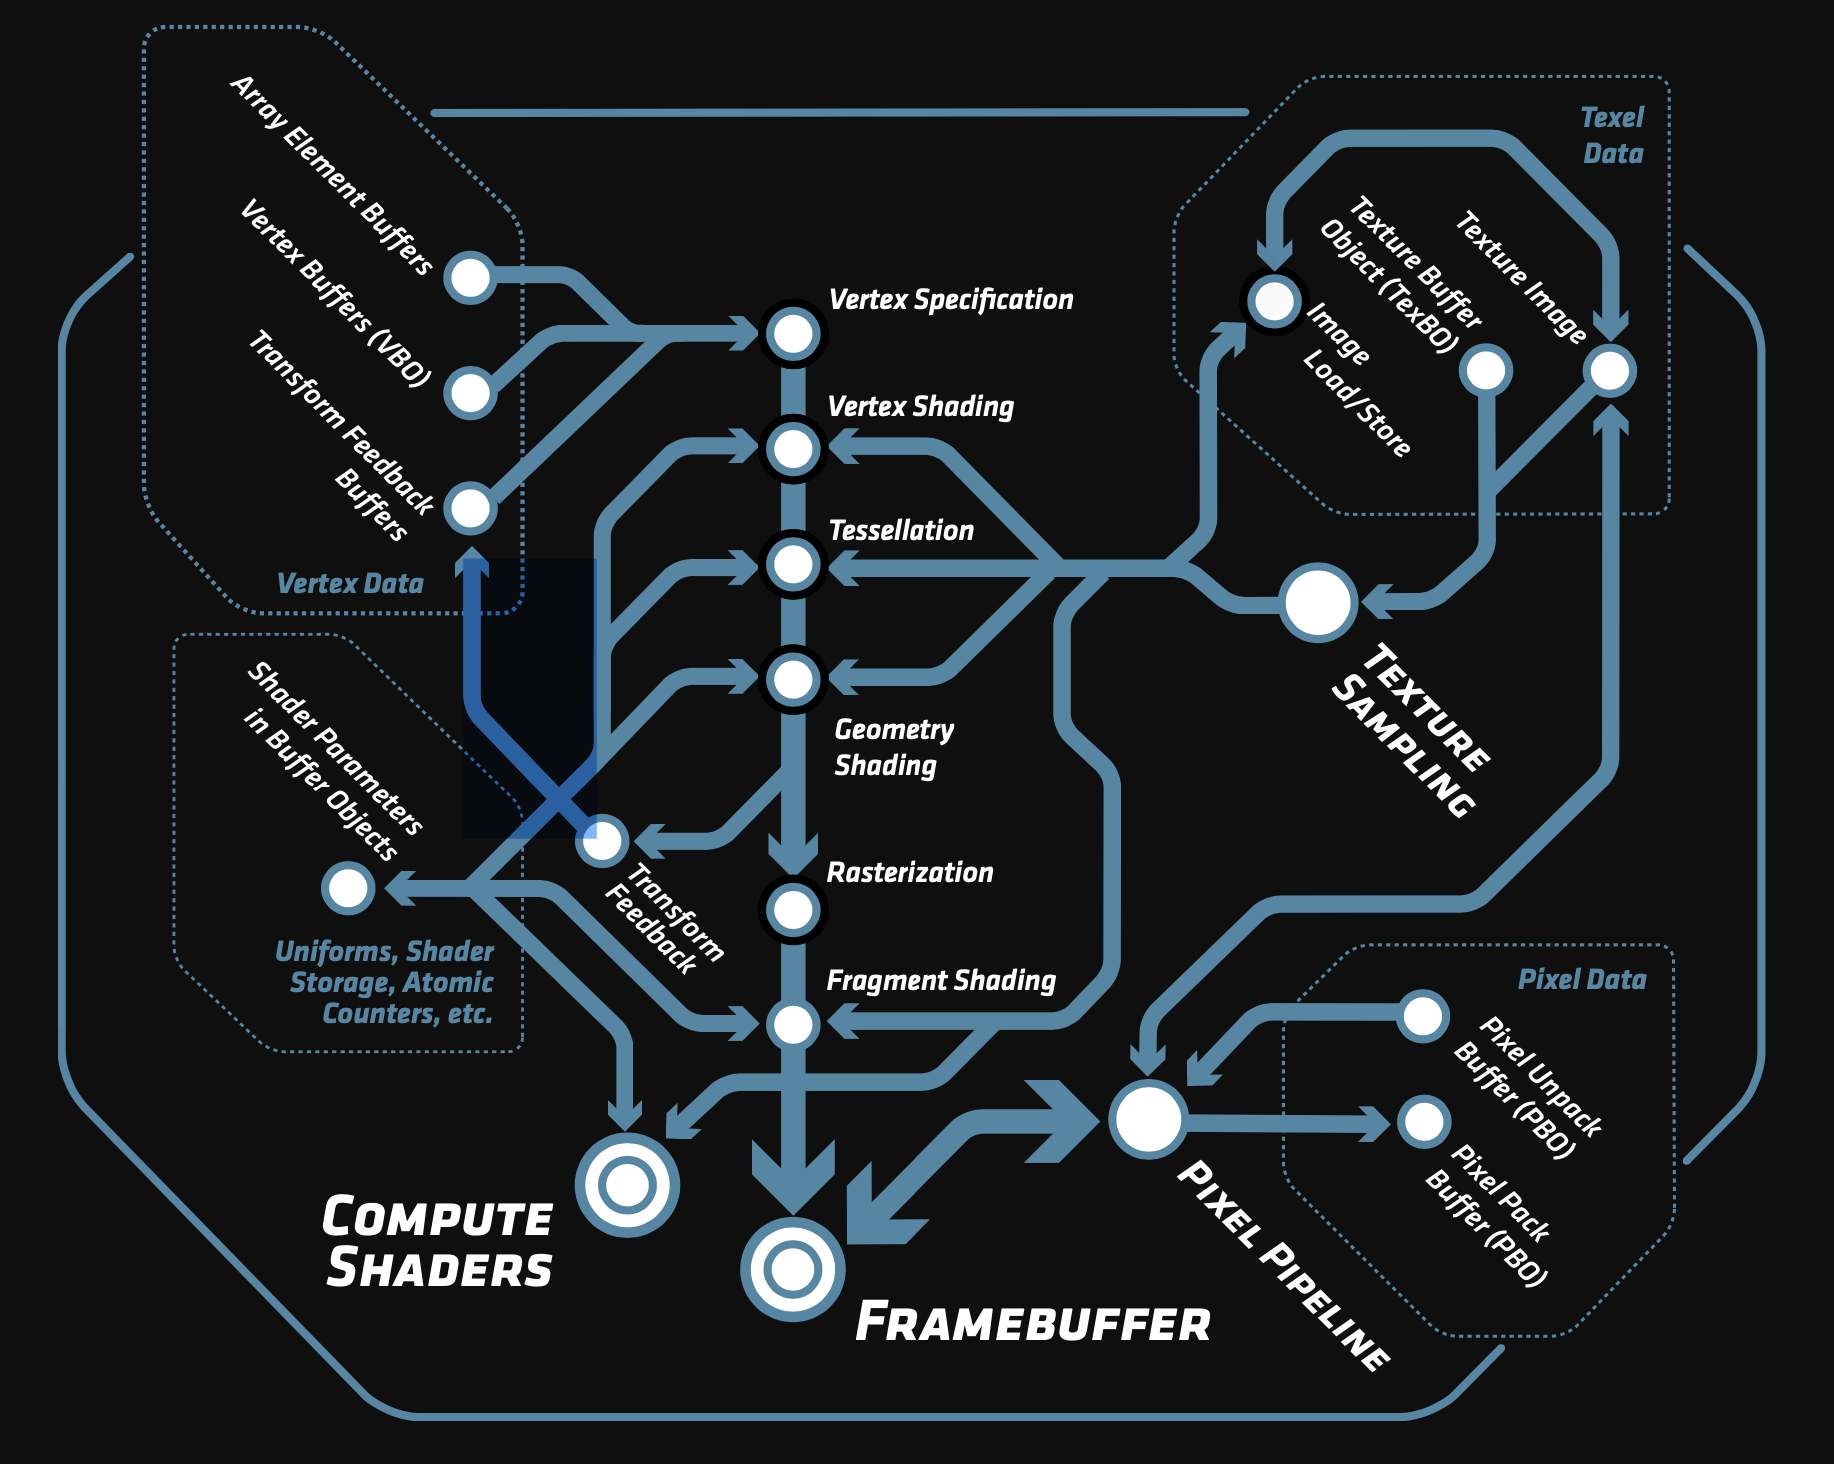 Array Element Buffers
Vertex Buffers (VBO)
Transform Feedback
Buffers
Vertex Data
Vertex Specification
Vertex Shading
Tessellation
Geometry
Shading
Rasterization
Fragment Shading
Texel
Data
Texture Image
Texture Buffer
Object (TexBO)
Image
Load/Store
Texture
Sampling
Shader Parameters
in Buffer Objects
Uniforms, Shader
Storage, Atomic
Counters, etc.
Transform
Feedback
Pixel Data
Pixel Unpack
Buffer (PBO)
Pixel Pack
Buffer (PBO)
Pixel Pipeline
Compute
Shaders
Framebuffer